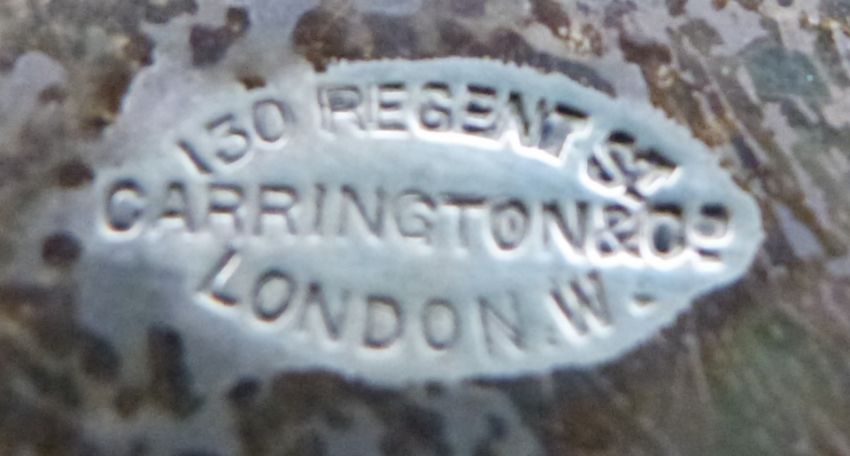 130 REGENT ST
CARRINGTON & CO
LONDON. W.